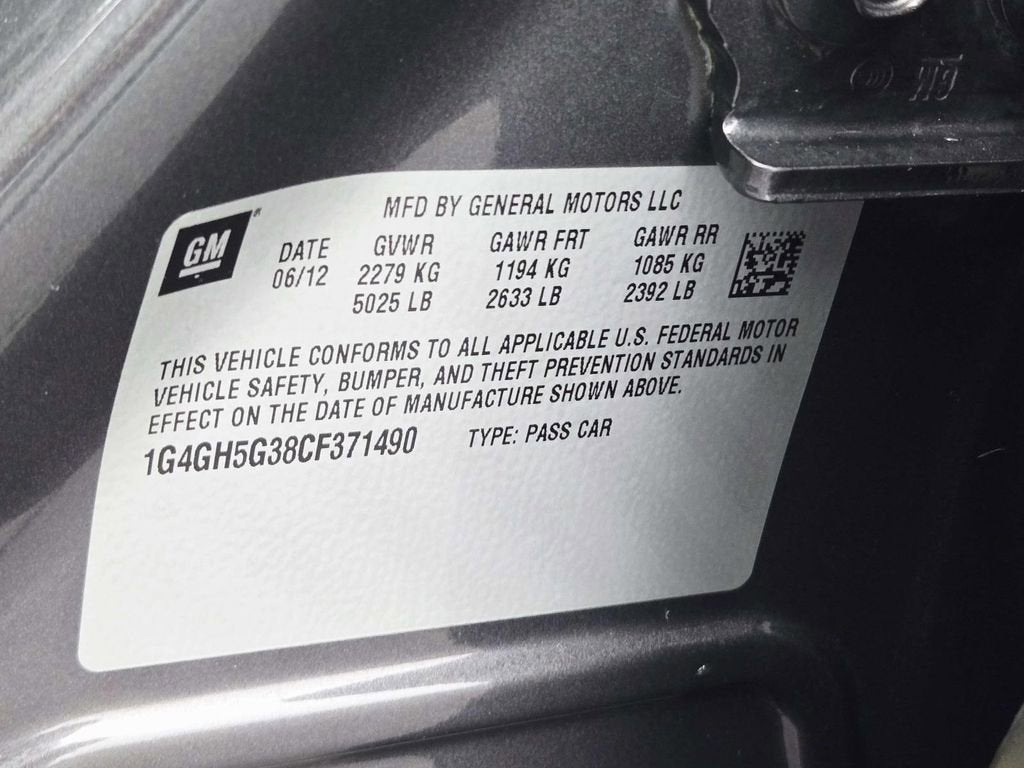 MFD BY GENERAL MOTORS LLC
GM
DATE GVWR GAWR FRT GAWR RR
06/12 2279 KG 1194 KG 1085 KG
5025 LB 2633 LB 2392 LB
THIS VEHICLE CONFORMS TO ALL APPLICABLE U.S. FEDERAL MOTOR
VEHICLE SAFETY, BUMPER, AND THEFT PREVENTION STANDARDS IN
EFFECT ON THE DATE OF MANUFACTURE SHOWN ABOVE.
1G4GH5G38CF371490 TYPE: PASS CAR